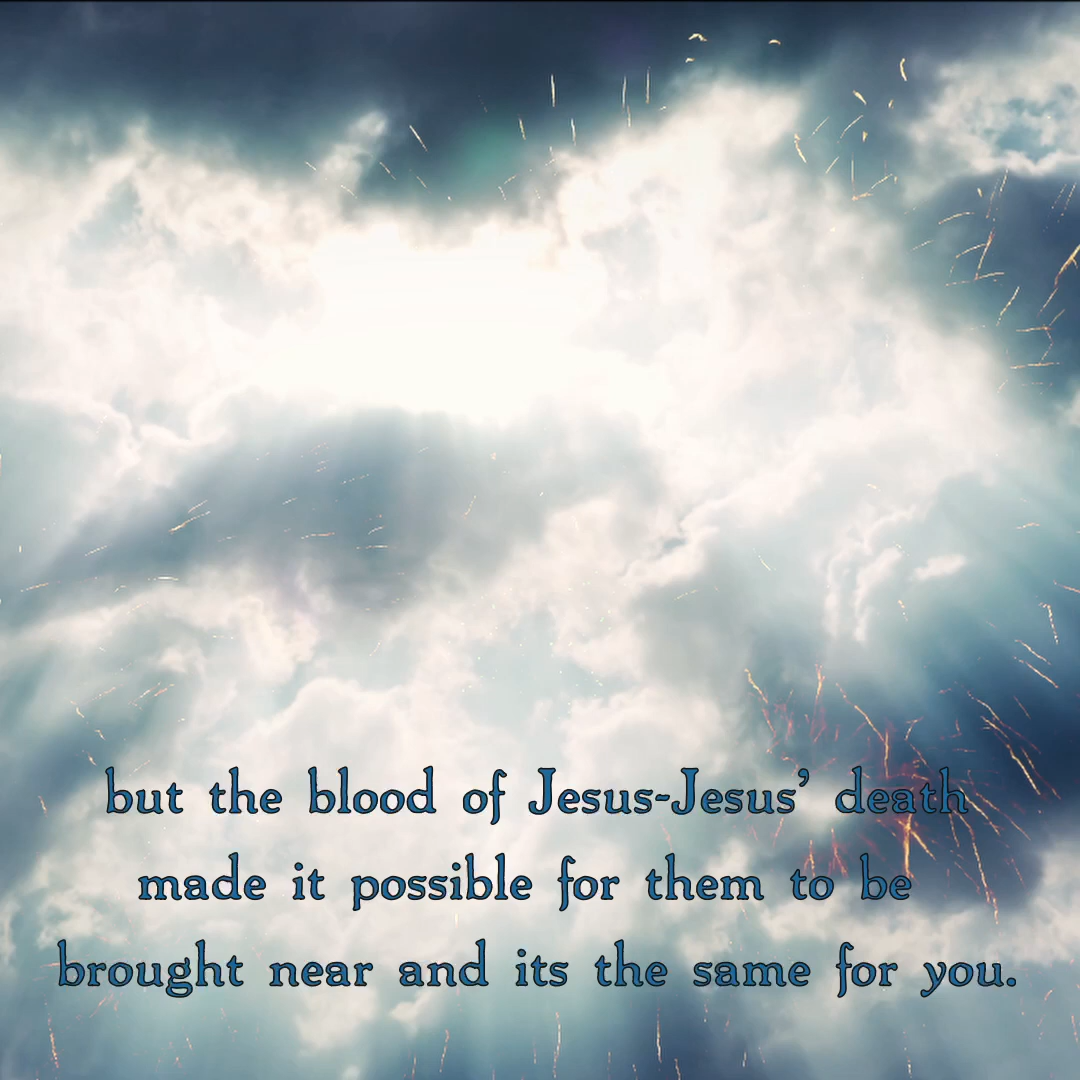 but the blood of Jesus-Jesus’ death
made it possible for them to be
brought near and its the same for you.